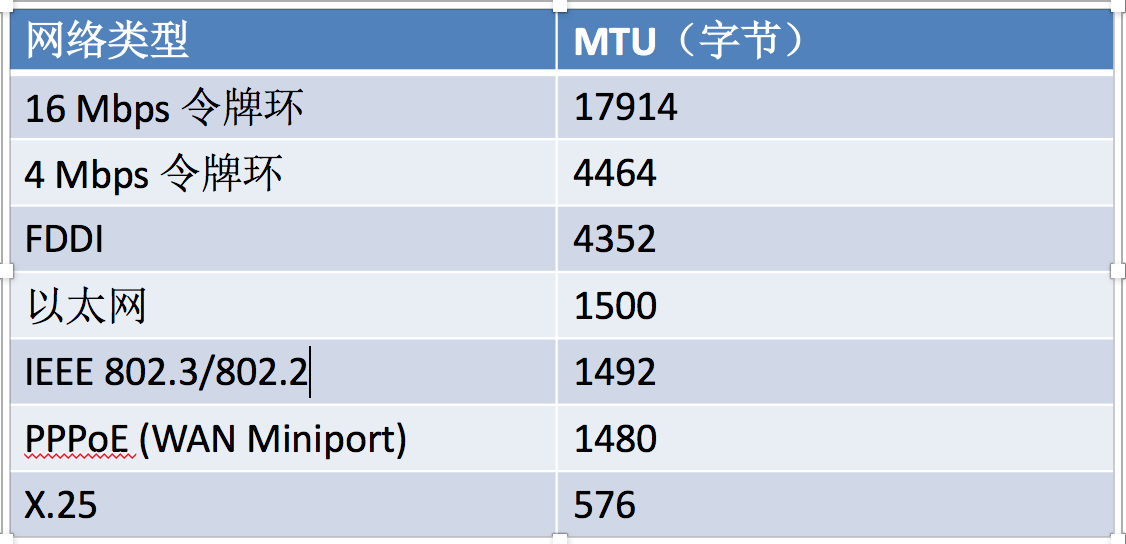 网络类型 MTU（字节）
16 Mbps 令牌环 17914
4 Mbps 令牌环 4464
FDDI 4352
以太网 1500
IEEE 802.3/802.2 1492
PPPoE (WAN Miniport) 1480
X.25 576